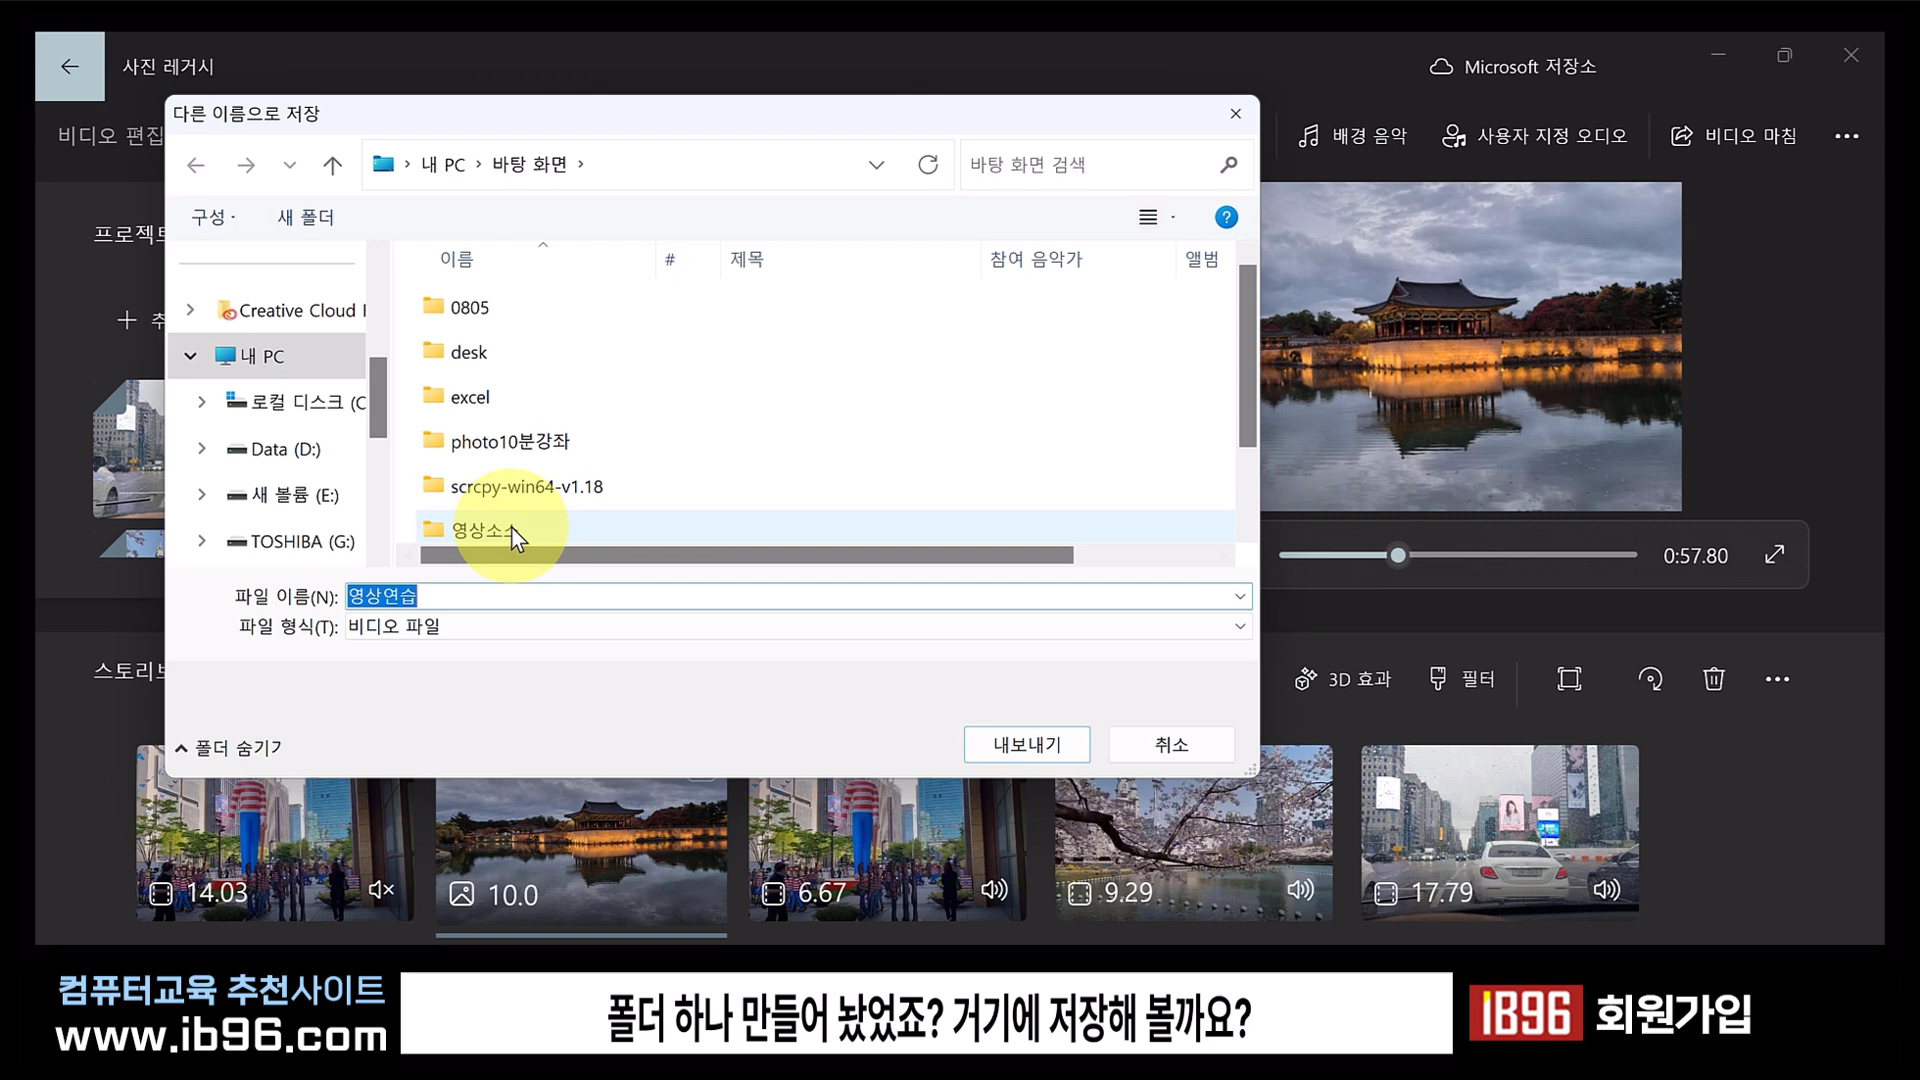 사진 레거시
Microsoft 저장소
비디오 편집
배경 음악
사용자 지정 오디오
비디오 마침
다른 이름으로 저장
내 PC
바탕 화면
바탕 화면 검색
구성
새 폴더
이름
#
제목
참여 음악가
앨범
Creative Cloud
내 PC
로컬 디스크 (C
Data (D:)
새 볼륨 (E:)
TOSHIBA (G:)
0805
desk
excel
photo10분강좌
scrcpy-win64-v1.18
영상소스
파일 이름(N):
영상연습
파일 형식(T):
비디오 파일
폴더 숨기기
내보내기
취소
프로젝트
추
0:57.80
스토리보
3D 효과
필터
14.03
10.0
6.67
9.29
17.79
컴퓨터교육 추천사이트
www.ib96.com
폴더 하나 만들어 놨었죠? 거기에 저장해 볼까요?
IB96
회원가입